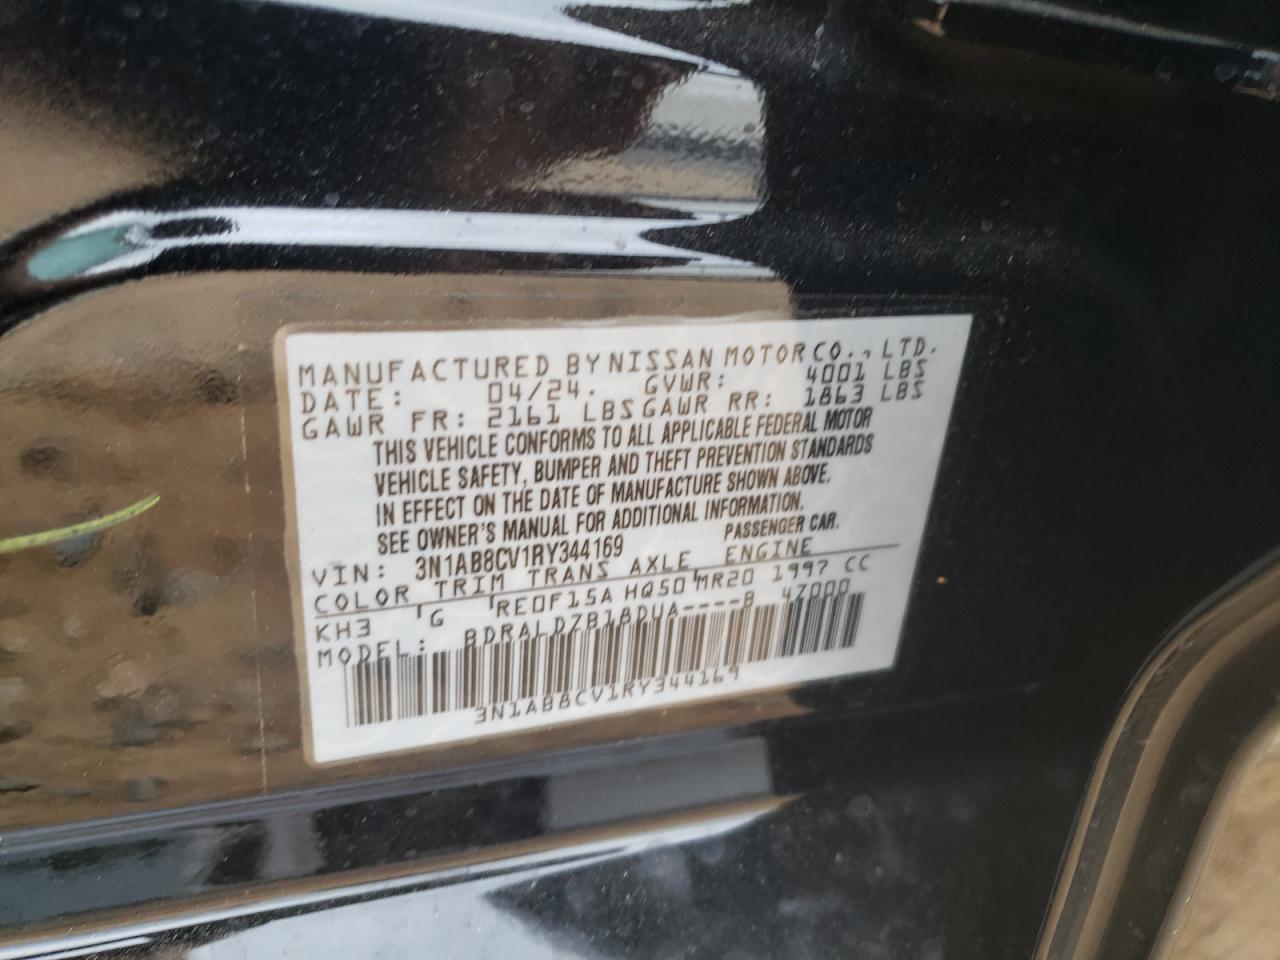 MANUFACTURED BY NISSAN MOTOR CO., LTD.
DATE: 04/24. GVWR: 4001 LBS
GAWR FR: 2161 LBS GAWR RR: 1863 LBS
THIS VEHICLE CONFORMS TO ALL APPLICABLE FEDERAL MOTOR
VEHICLE SAFETY, BUMPER AND THEFT PREVENTION STANDARDS
IN EFFECT ON THE DATE OF MANUFACTURE SHOWN ABOVE.
SEE OWNER'S MANUAL FOR ADDITIONAL INFORMATION.
VIN: 3N1AB8CV1RY344169 PASSENGER CAR.
COLOR TRIM TRANS AXLE ENGINE
KH3 G RE0F15A HQ50 MR20 1997 CC
MODEL: BDRALDZB18DUA----B 47000
3N1AB8CV1RY344169